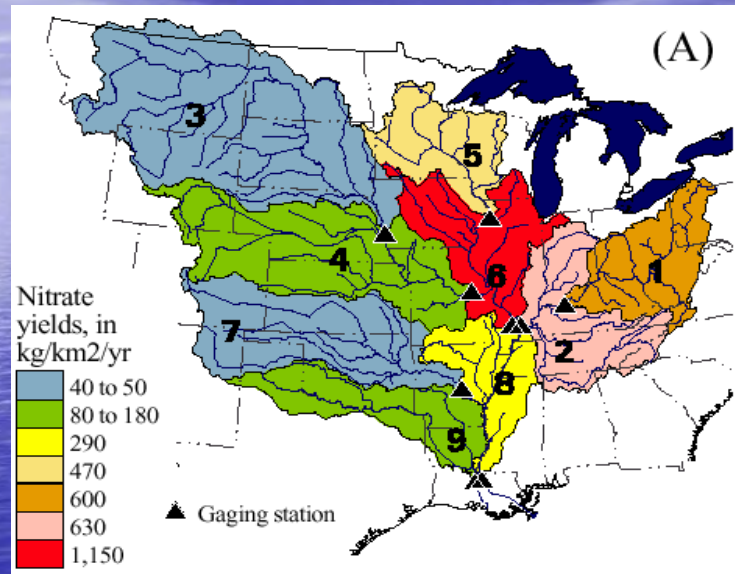 (A)
3
5
4
6
1
7
2
8
9
Nitrate
yields, in
kg/km2/yr
40 to 50
80 to 180
290
470
600
630
1,150
Gaging station